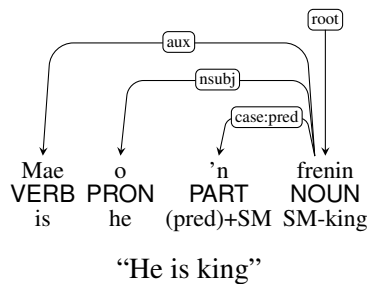 root
aux
nsubj
case:pred
Mae o 'n frenin
VERB PRON PART NOUN
is he (pred)+SM SM-king
“He is king”